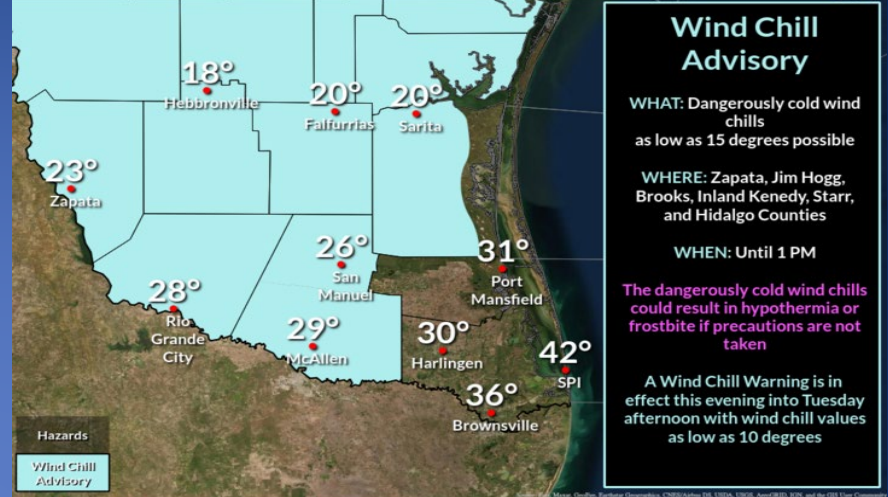 Wind Chill
Advisory
WHAT: Dangerously cold wind
chills
as low as 15 degrees possible
WHERE: Zapata, Jim Hogg,
Brooks, Inland Kenedy, Starr,
and Hidalgo Counties
WHEN: Until 1 PM
The dangerously cold wind chills
could result in hypothermia or
frostbite if precautions are not
taken
A Wind Chill Warning is in
effect this evening into Tuesday
afternoon with wind chill values
as low as 10 degrees
18°
Hebbronville
20°
Falfurrias
20°
Sarita
23°
Zapata
26°
San
Manuel
31°
Port
Mansfield
28°
Rio
Grande
City
29°
McAllen
30°
Harlingen
42°
SPI
36°
Brownsville
Hazards
Wind Chill
Advisory